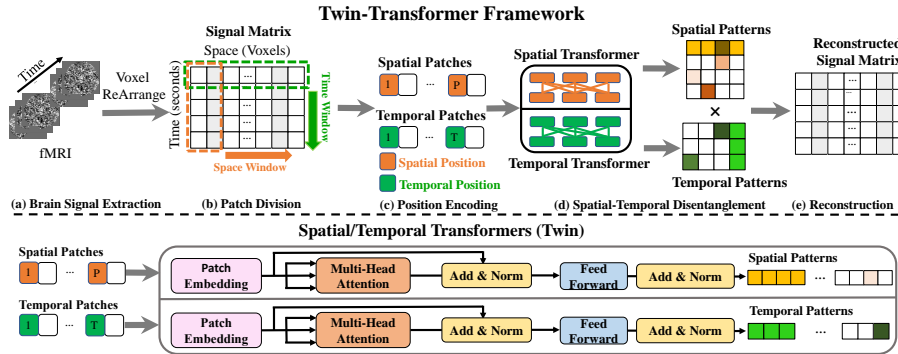 Twin-Transformer Framework
Time
fMRI
Voxel
ReArrange
Signal Matrix
Space (Voxels)
Time (seconds)
...
...
...
Time Window
Space Window
Spatial Patches
1 ... P
Temporal Patches
1 ... T
Spatial Position
Temporal Position
Spatial Transformer
Temporal Transformer
Spatial Patterns
×
Temporal Patterns
Reconstructed
Signal Matrix
...
...
...
(a) Brain Signal Extraction
(b) Patch Division
(c) Position Encoding
(d) Spatial-Temporal Disentanglement
(e) Reconstruction
Spatial/Temporal Transformers (Twin)
Spatial Patches
1 ... P
Patch
Embedding
Multi-Head
Attention
Add & Norm
Feed
Forward
Add & Norm
Spatial Patterns
...
Temporal Patches
1 ... T
Patch
Embedding
Multi-Head
Attention
Add & Norm
Feed
Forward
Add & Norm
Temporal Patterns
...